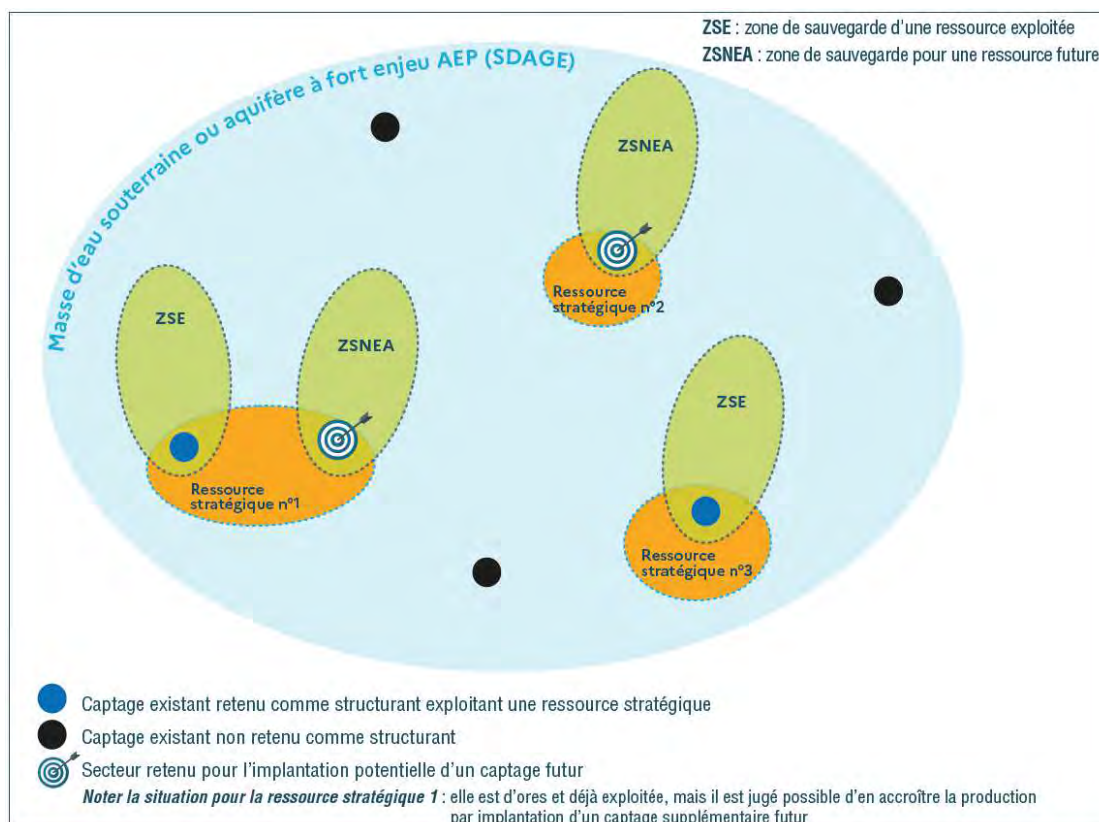 ZSE : zone de sauvegarde d'une ressource exploitée
ZSNEA : zone de sauvegarde pour une ressource future
Masse d'eau souterraine ou aquifère à fort enjeu AEP (SDAGE)
ZSNEA
Ressource
stratégique n°2
ZSE
ZSNEA
Ressource
stratégique n°1
ZSE
Ressource
stratégique n°3
Captage existant retenu comme structurant exploitant une ressource stratégique
Captage existant non retenu comme structurant
Secteur retenu pour l'implantation potentielle d'un captage futur
Noter la situation pour la ressource stratégique 1 : elle est d'ores et déjà exploitée, mais il est jugé possible d'en accroître la production
par implantation d'un captage supplémentaire futur